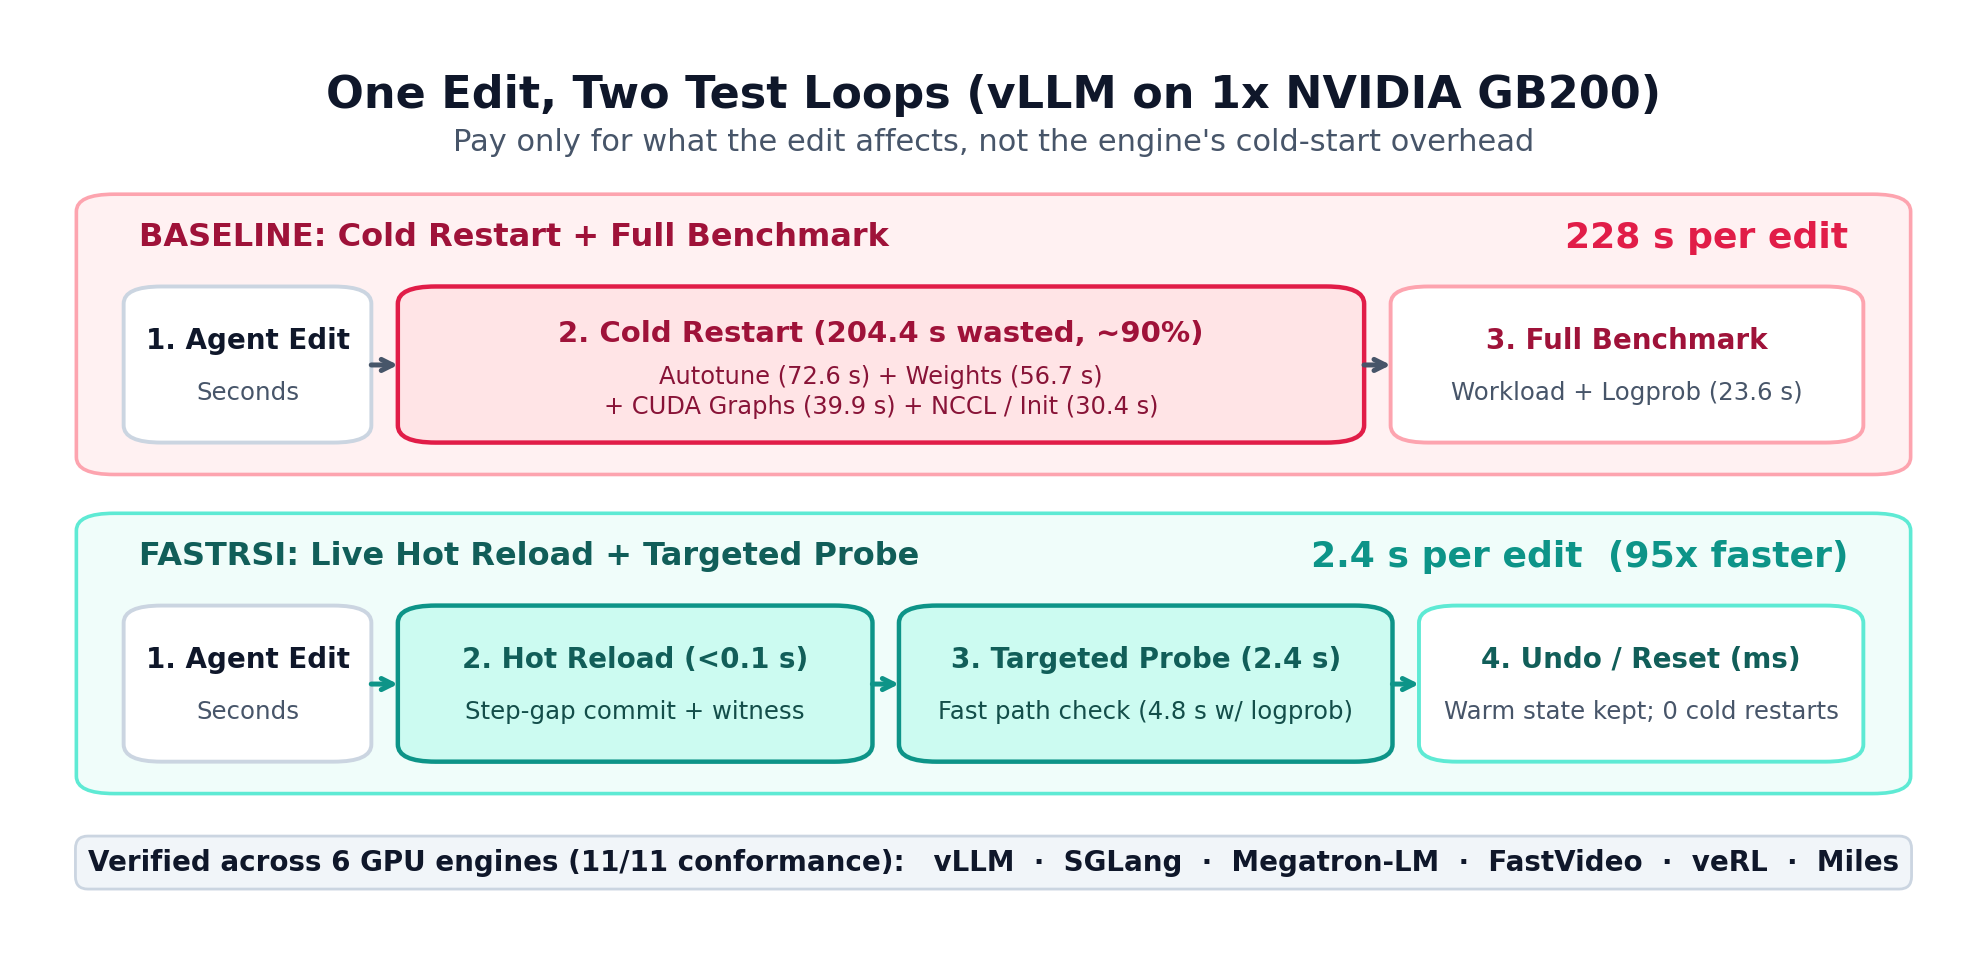 One Edit, Two Test Loops (vLLM on 1x NVIDIA GB200)
Pay only for what the edit affects, not the engine's cold-start overhead
BASELINE: Cold Restart + Full Benchmark
228 s per edit
1. Agent Edit
Seconds
2. Cold Restart (204.4 s wasted, ~90%)
Autotune (72.6 s) + Weights (56.7 s)
+ CUDA Graphs (39.9 s) + NCCL / Init (30.4 s)
3. Full Benchmark
Workload + Logprob (23.6 s)
FASTRSI: Live Hot Reload + Targeted Probe
2.4 s per edit (95x faster)
1. Agent Edit
Seconds
2. Hot Reload (<0.1 s)
Step-gap commit + witness
3. Targeted Probe (2.4 s)
Fast path check (4.8 s w/ logprob)
4. Undo / Reset (ms)
Warm state kept; 0 cold restarts
Verified across 6 GPU engines (11/11 conformance): vLLM · SGLang · Megatron-LM · FastVideo · veRL · Miles